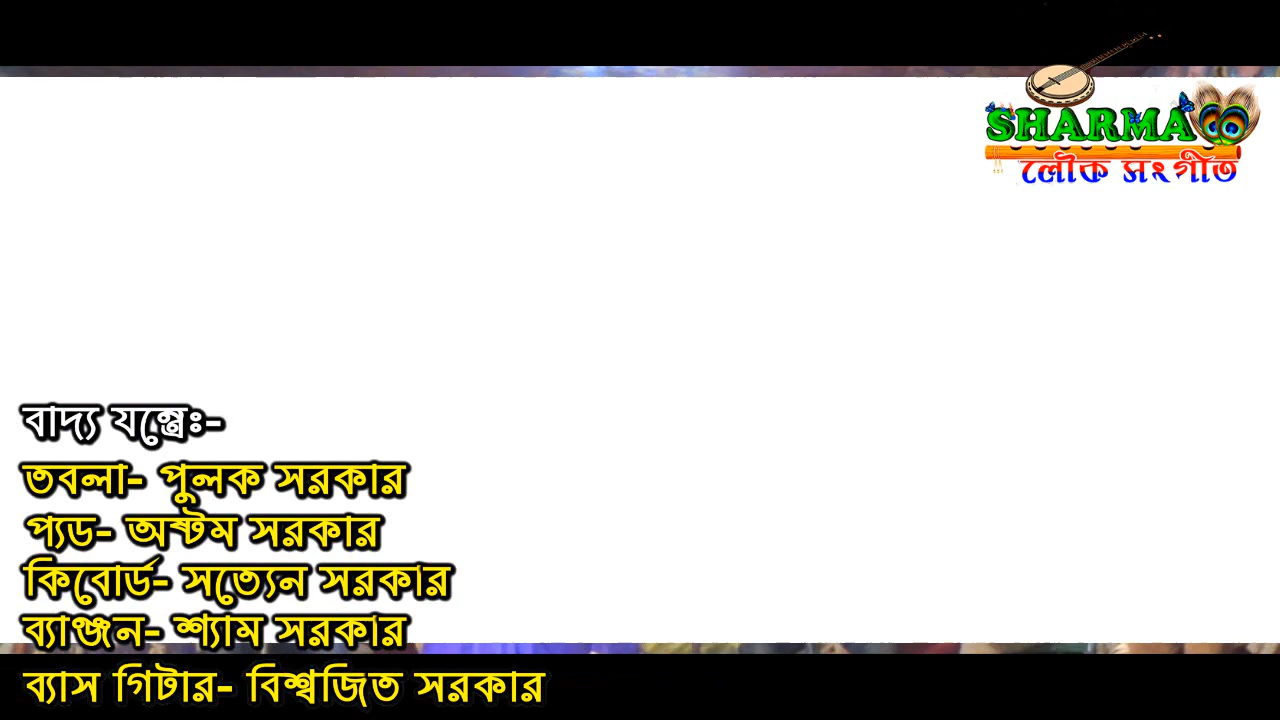 SHARMA
লৌক সংগীত
বাদ্য যন্ত্রেঃ-
তবলা- পুলক সরকার
প্যড- অষ্টম সরকার
কিবোর্ড- সত্যেন সরকার
ব্যাঞ্জন- শ্যাম সরকার
ব্যাস গিটার- বিশ্বজিত সরকার